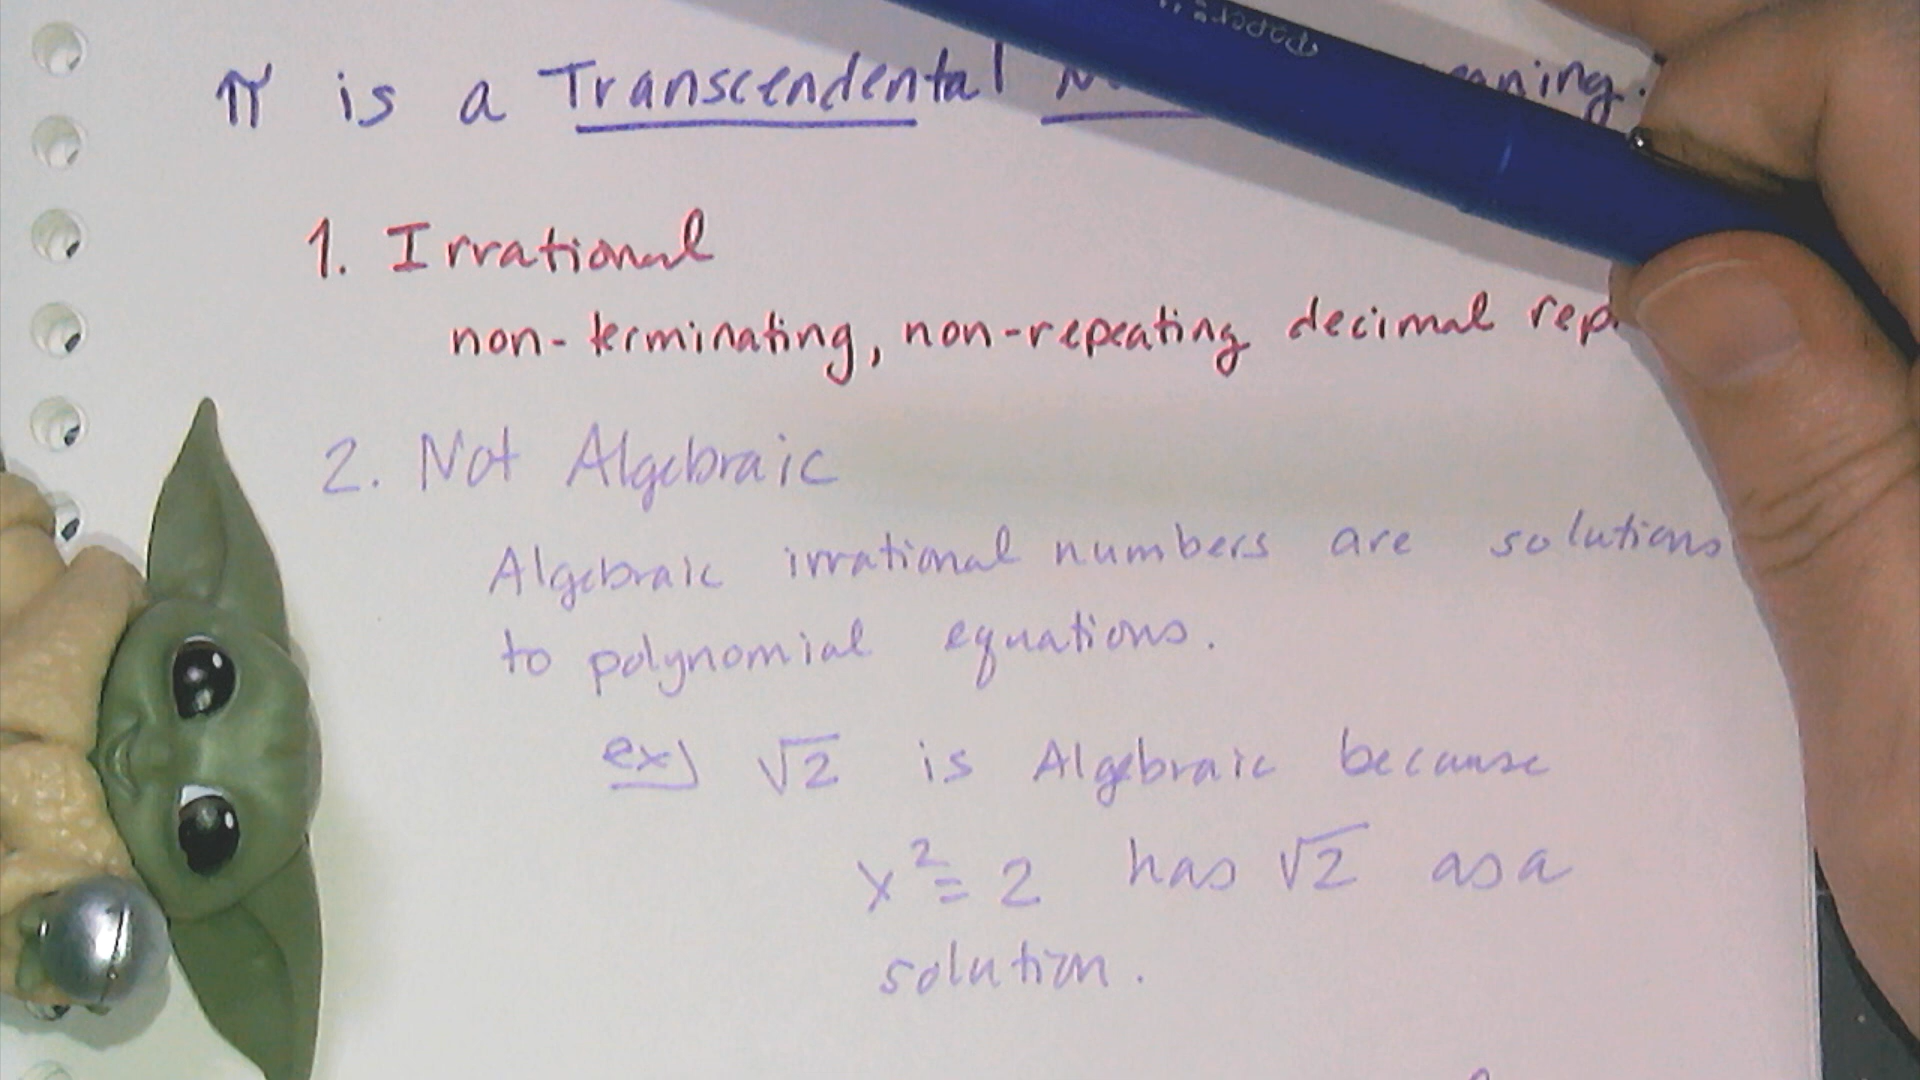 π is a Transcendental
1. Irrational
non-terminating, non-repeating decimal rep.
2. Not Algebraic
Algebraic irrational numbers are solutions
to polynomial equations.
ex) √2 is Algebraic because
x² = 2 has √2 as a
solution.